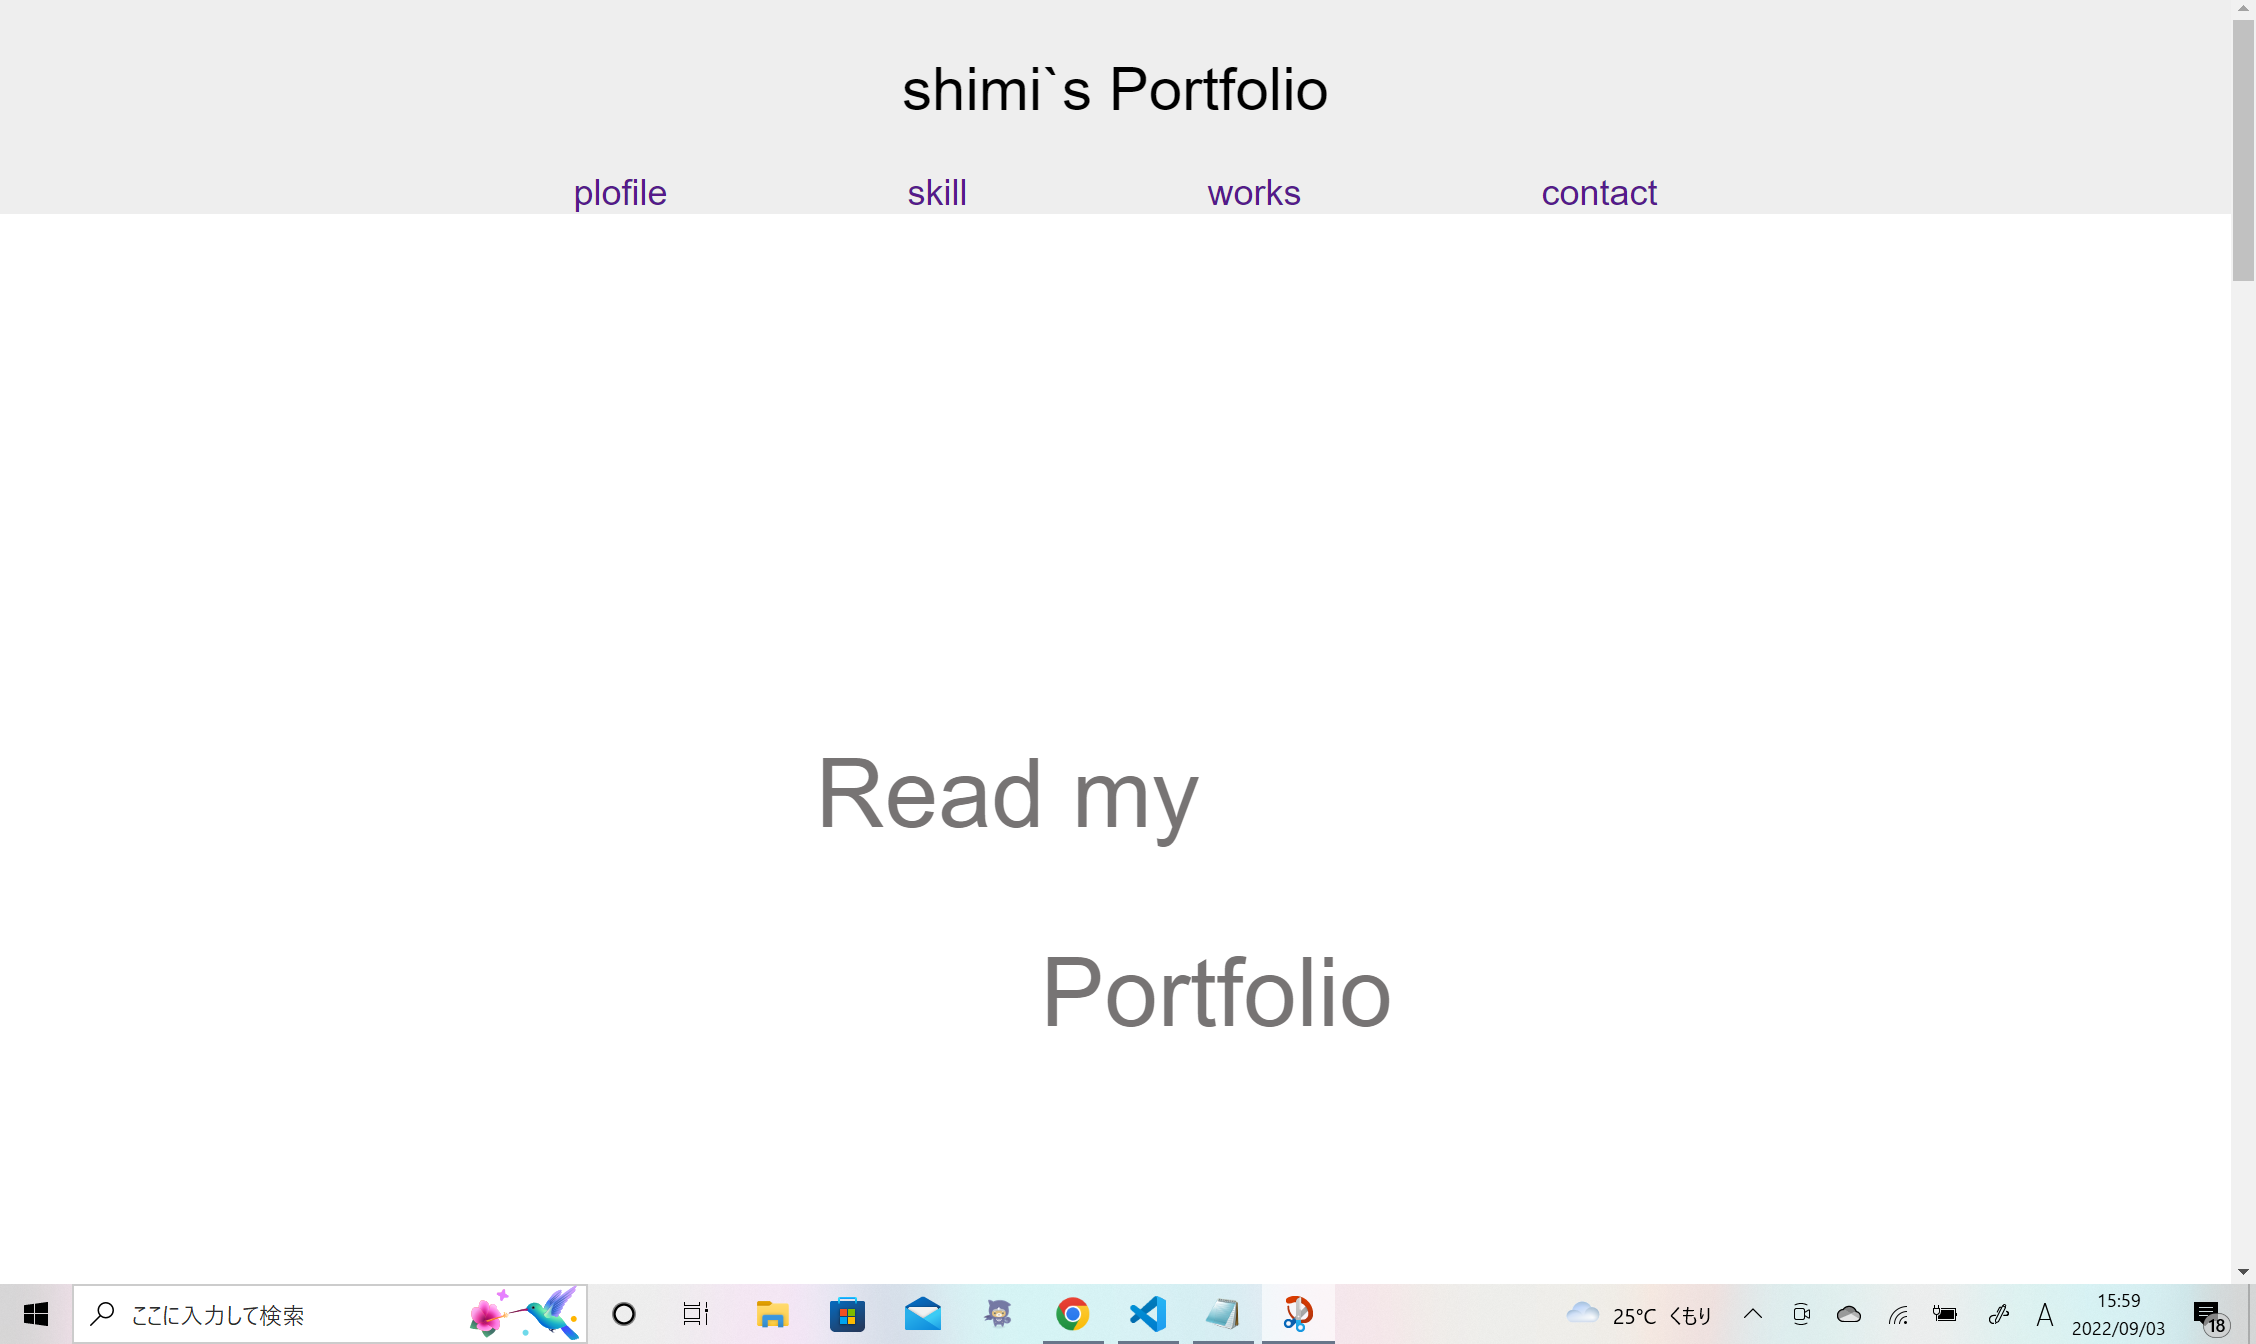 shimi`s Portfolio
plofile skill works contact
Read my
Portfolio
ここに入力して検索
25°C くもり
A
15:59
2022/09/03
18